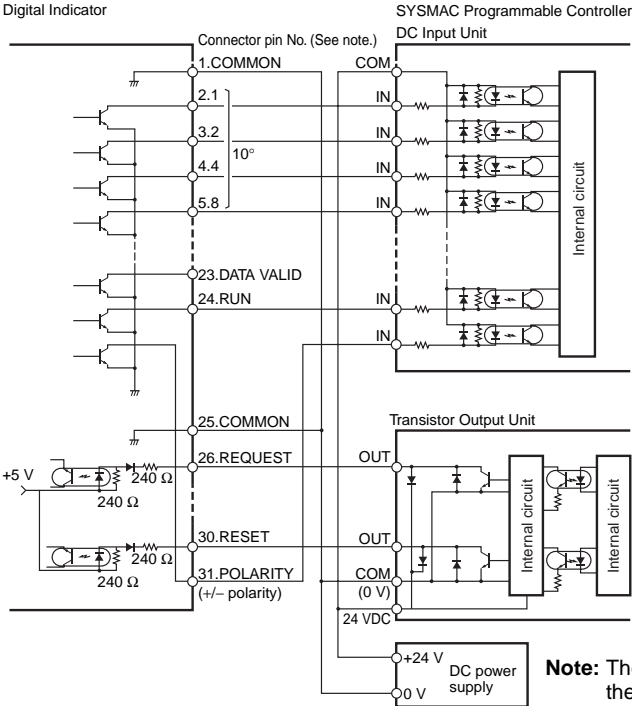 Digital Indicator
SYSMAC Programmable Controller
DC Input Unit
Connector pin No. (See note.)
1.COMMON
COM
2.1
IN
3.2
IN
10°
4.4
IN
5.8
IN
Internal circuit
23.DATA VALID
24.RUN
IN
IN
25.COMMON
Transistor Output Unit
26.REQUEST
OUT
+5 V
240 Ω
240 Ω
Internal circuit
Internal circuit
30.RESET
OUT
240 Ω
240 Ω
31.POLARITY
(+/− polarity)
COM
(0 V)
24 VDC
+24 V
DC power
supply
0 V
Note: The
the